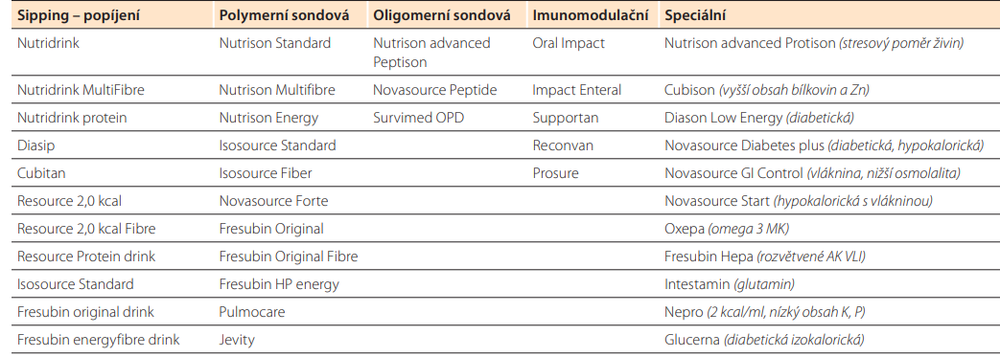 Sipping – popíjení Polymerní sondová Oligomerní sondová Imunomodulační Speciální
Nutridrink Nutrison Standard Nutrison advanced Peptison Oral Impact Nutrison advanced Protison (stresový poměr živin)
Nutridrink MultiFibre Nutrison Multifibre Novasource Peptide Impact Enteral Cubison (vyšší obsah bílkovin a Zn)
Nutridrink protein Nutrison Energy Survimed OPD Supportan Diason Low Energy (diabetická)
Diasip Isosource Standard Reconvan Novasource Diabetes plus (diabetická, hypokalorická)
Cubitan Isosource Fiber Prosure Novasource GI Control (vláknina, nižší osmolalita)
Resource 2,0 kcal Novasource Forte Novasource Start (hypokalorická s vlákninou)
Resource 2,0 kcal Fibre Fresubin Original Oxepa (omega 3 MK)
Resource Protein drink Fresubin Original Fibre Fresubin Hepa (rozvětvené AK VLI)
Isosource Standard Fresubin HP energy Intestamin (glutamin)
Fresubin original drink Pulmocare Nepro (2 kcal/ml, nízký obsah K, P)
Fresubin energyfibre drink Jevity Glucerna (diabetická izokalorická)